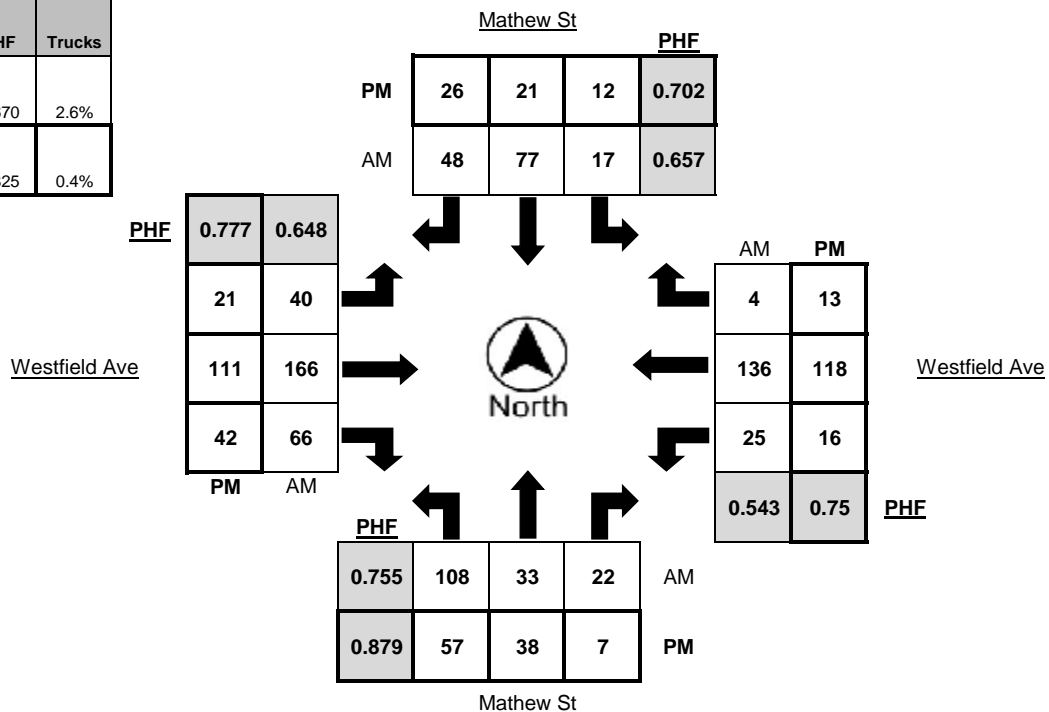 Mathew St
Trucks
PHF
PM 26 21 12 0.702
2.6%
AM 48 77 17 0.657
0.4%
PHF 0.777 0.648
AM PM
21 40
4 13
Westfield Ave 111 166
136 118 Westfield Ave
North
42 66
25 16
PM AM
0.543 0.75 PHF
PHF
0.755 108 33 22 AM
0.879 57 38 7 PM
Mathew St